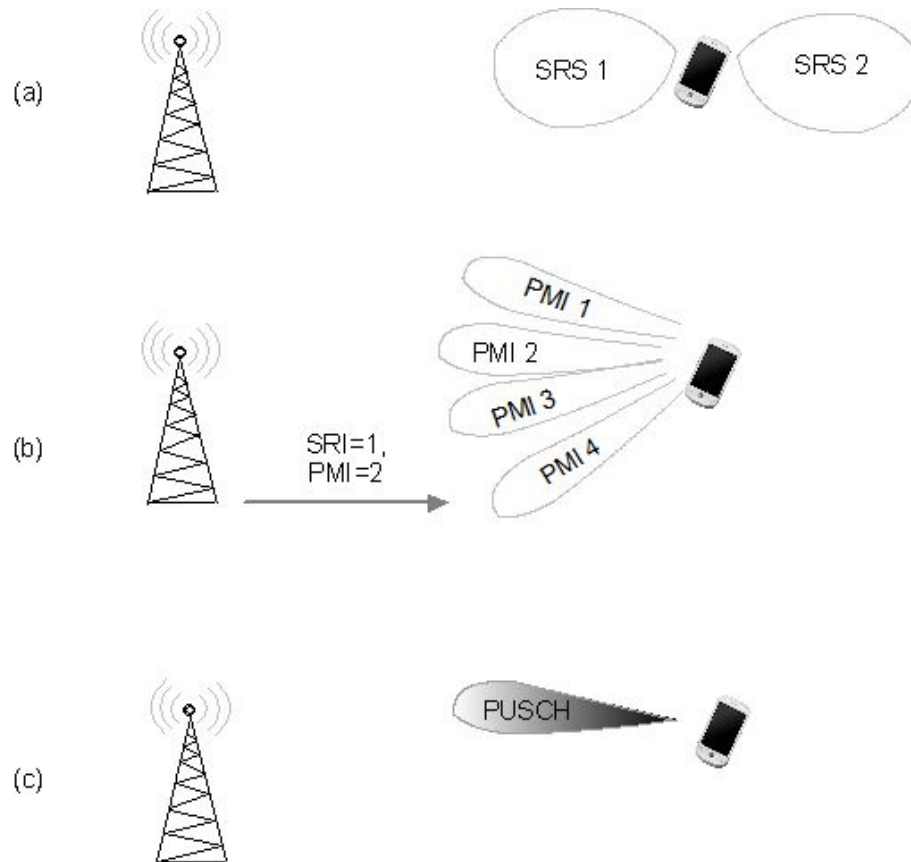 (a)
SRS 1
SRS 2
(b)
SRI=1,
PMI=2
PMI 1
PMI 2
PMI 3
PMI 4
(c)
PUSCH